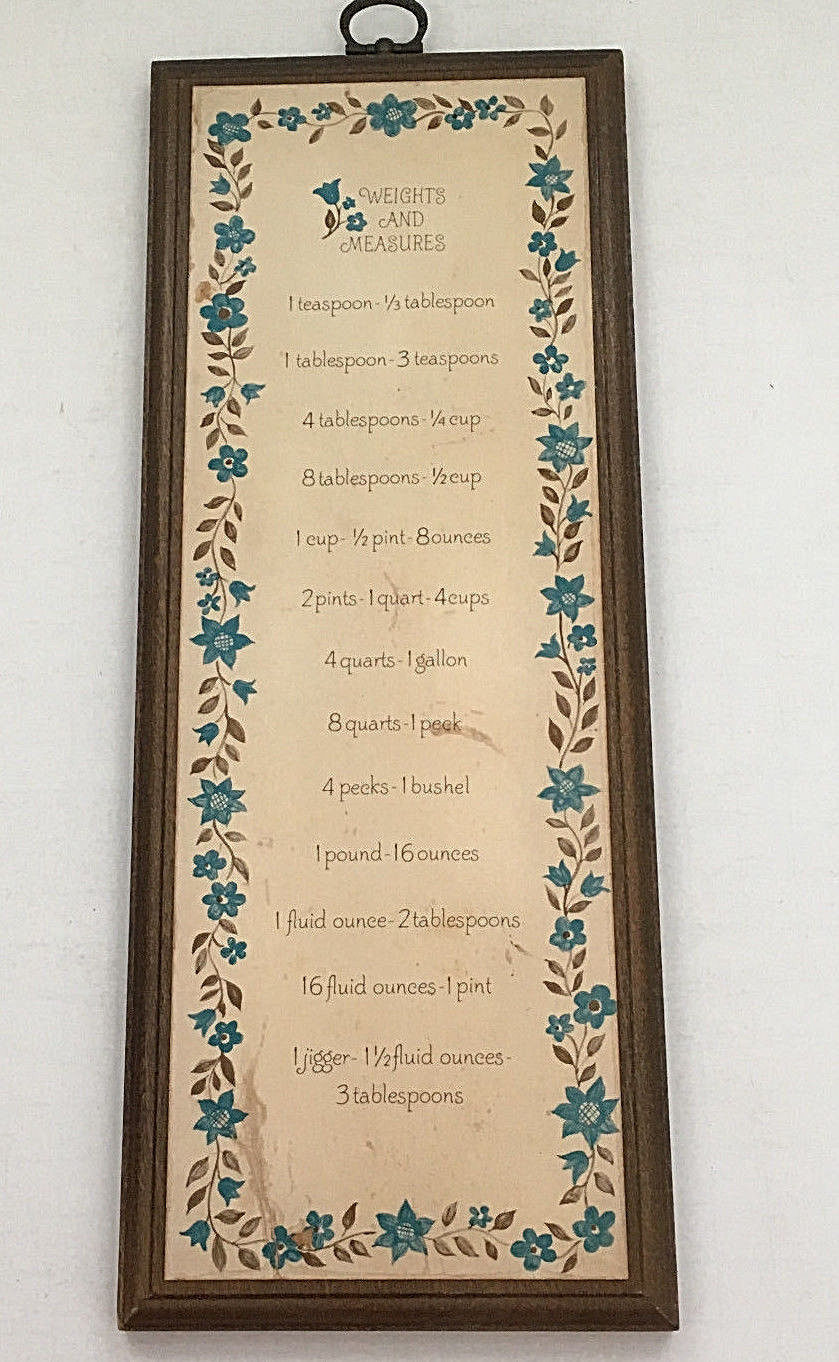 WEIGHTS
AND
MEASURES
1 teaspoon - 1/3 tablespoon
1 tablespoon - 3 teaspoons
4 tablespoons - 1/4 cup
8 tablespoons - 1/2 cup
1 cup - 1/2 pint - 8 ounces
2 pints - 1 quart - 4 cups
4 quarts - 1 gallon
8 quarts - 1 peck
4 pecks - 1 bushel
1 pound - 16 ounces
1 fluid ounce - 2 tablespoons
16 fluid ounces - 1 pint
1 jigger - 1 1/2 fluid ounces -
3 tablespoons